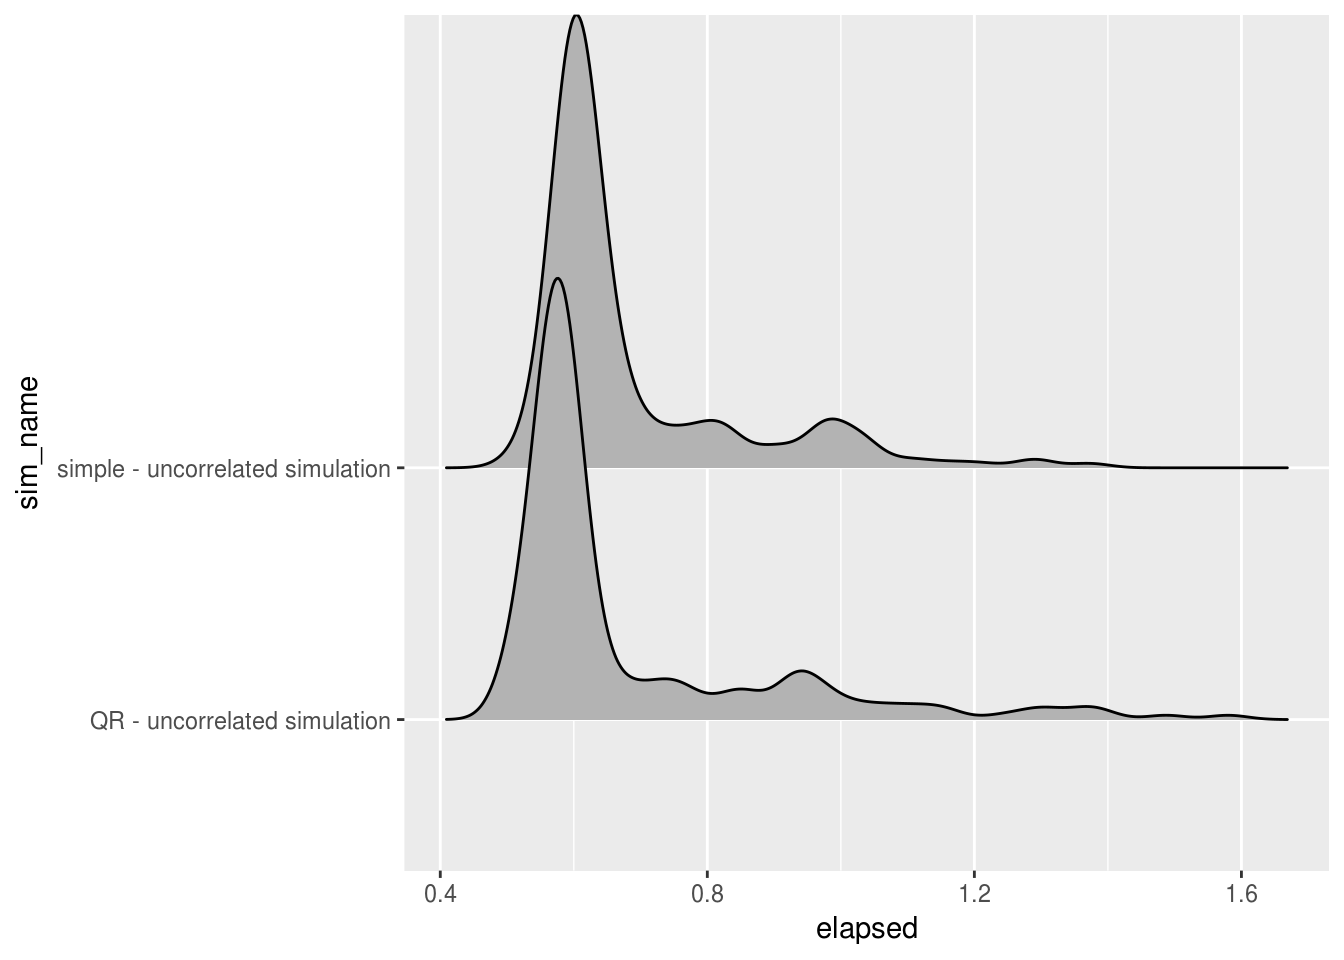 sim_name
simple - uncorrelated simulation
QR - uncorrelated simulation
0.4 0.8 1.2 1.6
elapsed